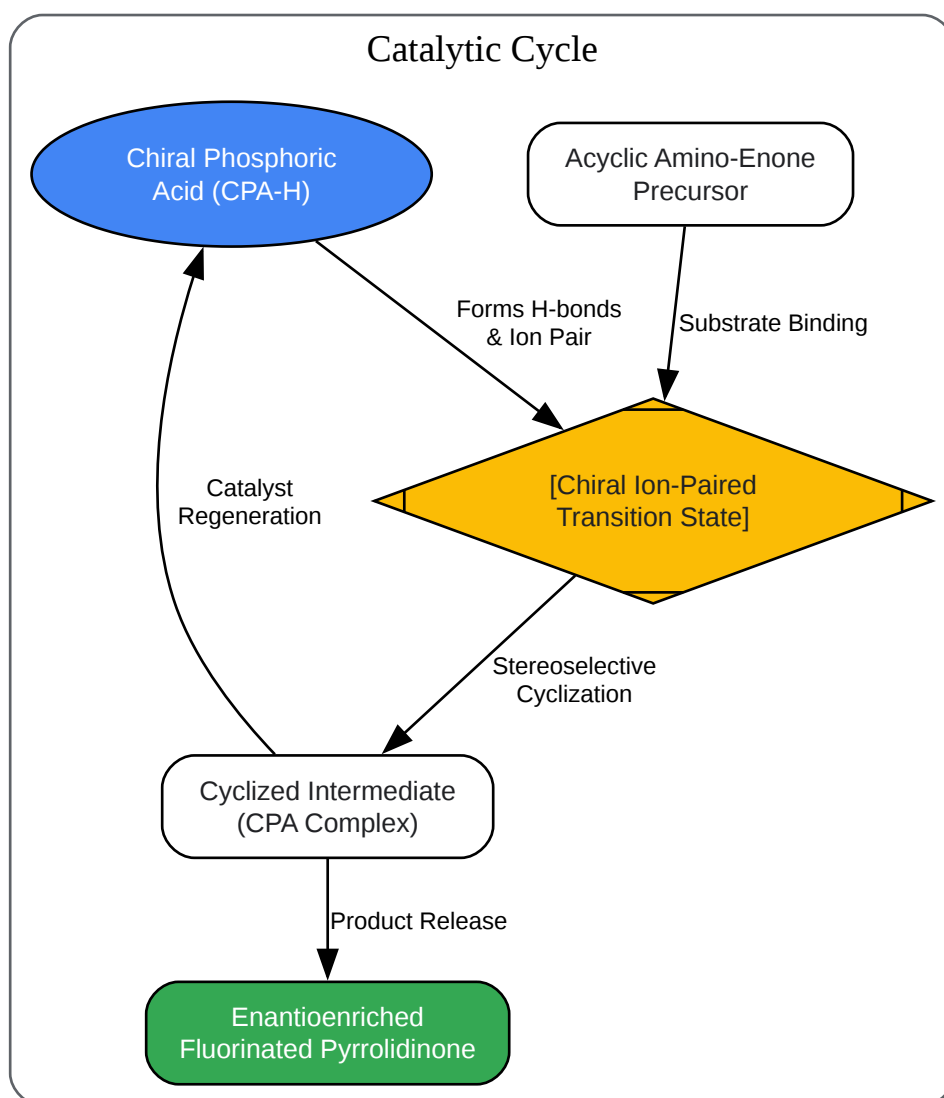 Catalytic Cycle
Chiral Phosphoric
Acid (CPA-H)
Acyclic Amino-Enone
Precursor
Forms H-bonds
& Ion Pair
Substrate Binding
[Chiral Ion-Paired
Transition State]
Catalyst
Regeneration
Stereoselective
Cyclization
Cyclized Intermediate
(CPA Complex)
Product Release
Enantioenriched
Fluorinated Pyrrolidinone